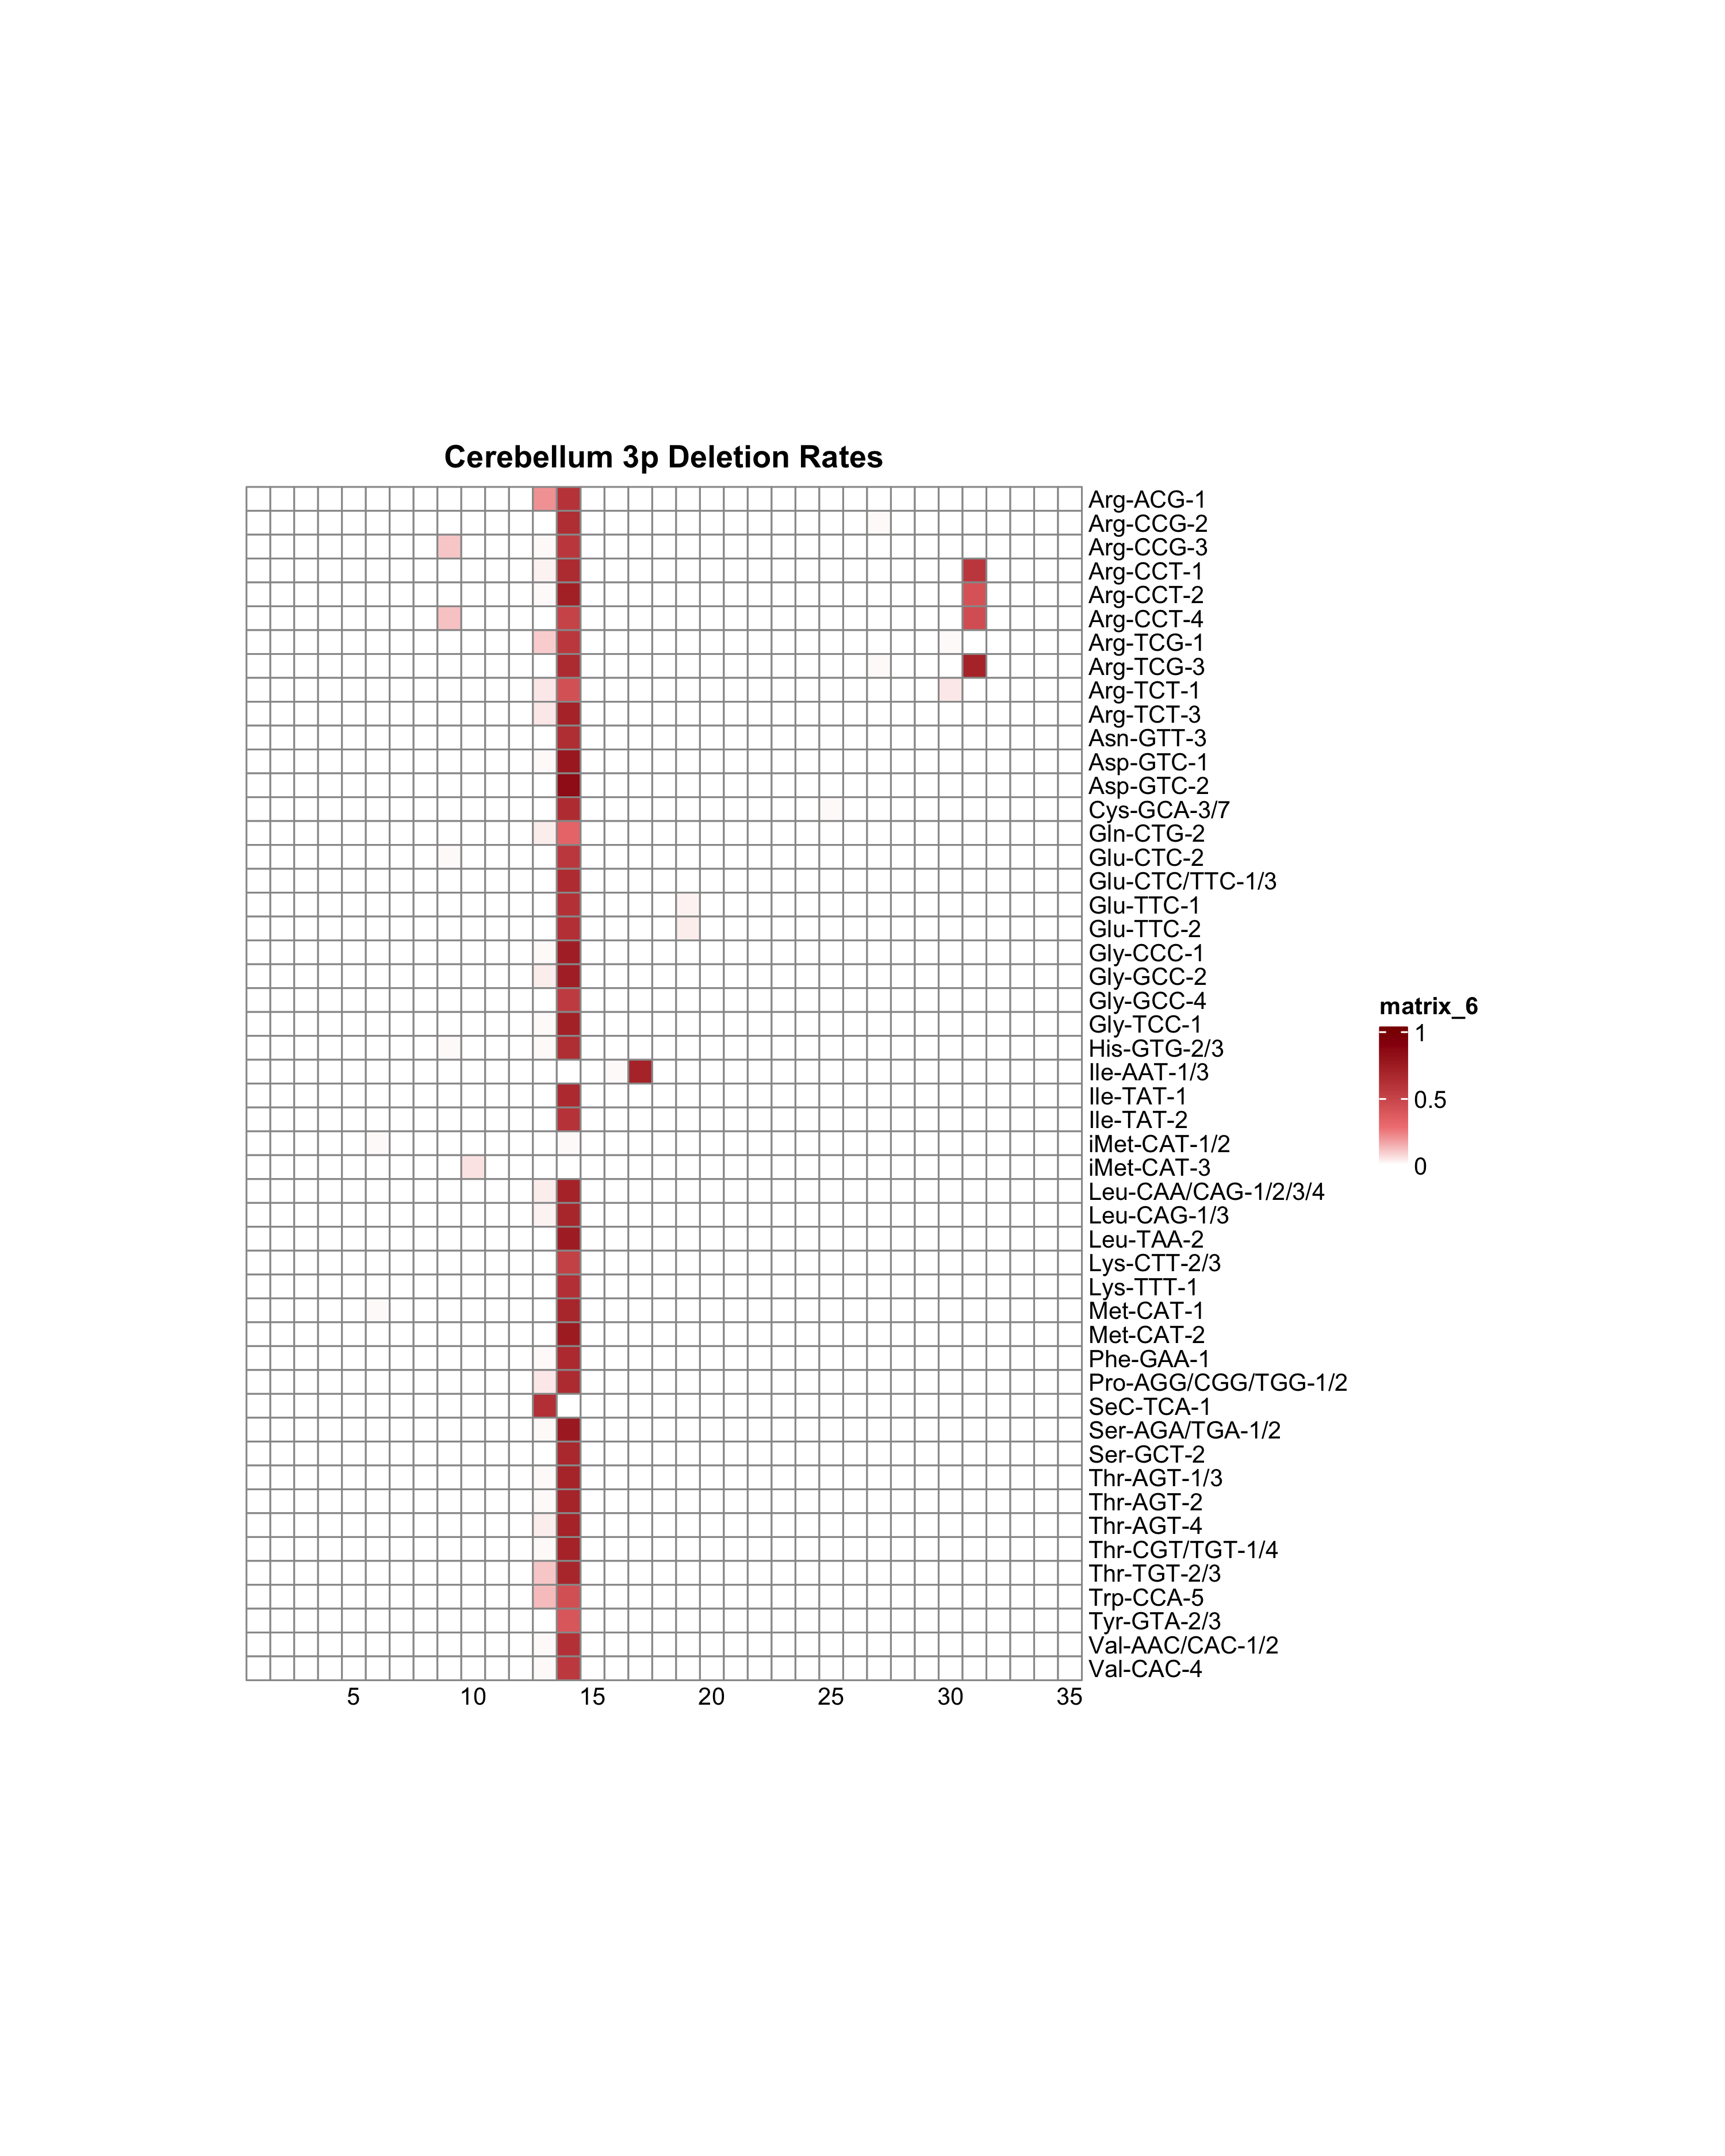 Cerebellum 3p Deletion Rates
Arg-ACG-1
Arg-CCG-2
Arg-CCG-3
Arg-CCT-1
Arg-CCT-2
Arg-CCT-4
Arg-TCG-1
Arg-TCG-3
Arg-TCT-1
Arg-TCT-3
Asn-GTT-3
Asp-GTC-1
Asp-GTC-2
Cys-GCA-3/7
Gln-CTG-2
Glu-CTC-2
Glu-CTC/TTC-1/3
Glu-TTC-1
Glu-TTC-2
Gly-CCC-1
Gly-GCC-2
Gly-GCC-4
Gly-TCC-1
His-GTG-2/3
Ile-AAT-1/3
Ile-TAT-1
Ile-TAT-2
iMet-CAT-1/2
iMet-CAT-3
Leu-CAA/CAG-1/2/3/4
Leu-CAG-1/3
Leu-TAA-2
Lys-CTT-2/3
Lys-TTT-1
Met-CAT-1
Met-CAT-2
Phe-GAA-1
Pro-AGG/CGG/TGG-1/2
SeC-TCA-1
Ser-AGA/TGA-1/2
Ser-GCT-2
Thr-AGT-1/3
Thr-AGT-2
Thr-AGT-4
Thr-CGT/TGT-1/4
Thr-TGT-2/3
Trp-CCA-5
Tyr-GTA-2/3
Val-AAC/CAC-1/2
Val-CAC-4
5 10 15 20 25 30 35
matrix_6
1
0.5
0